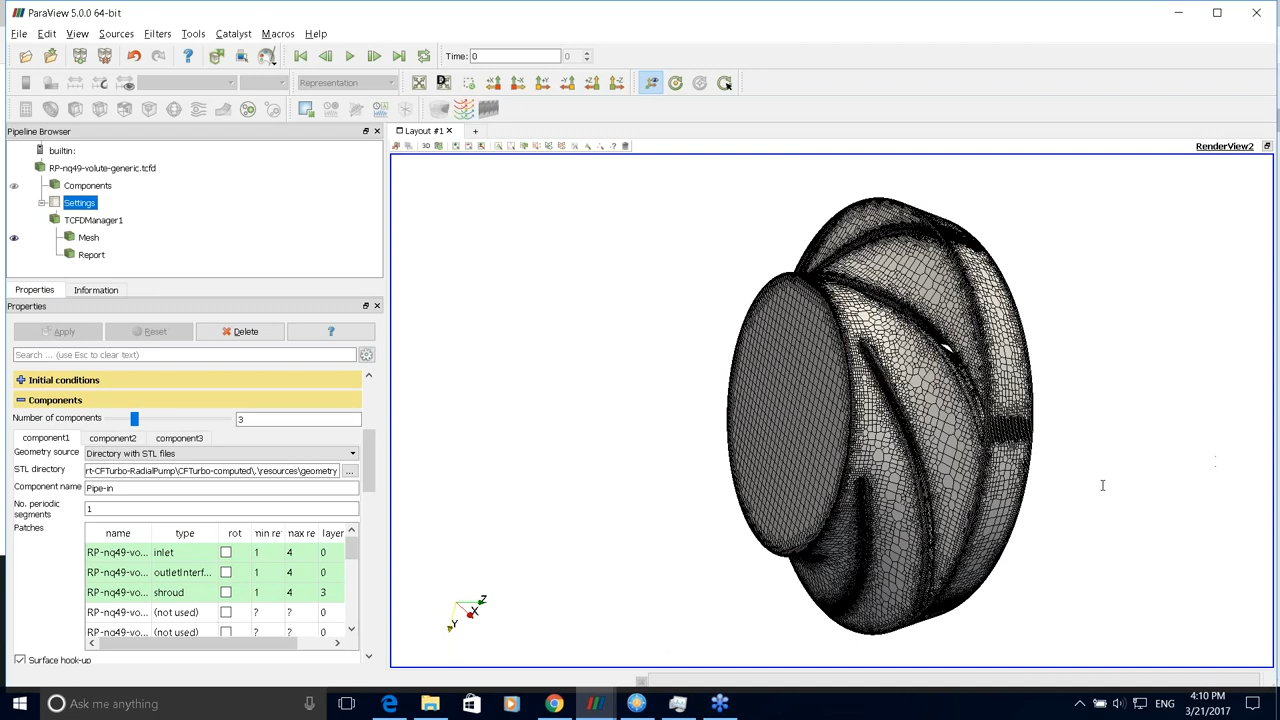 ParaView 5.0.0 64-bit
File Edit View Sources Filters Tools Catalyst Macros Help
Time: 0 0
Representation
Pipeline Browser
Layout #1 +
3D
RenderView2
builtin:
RP-nq49-volute-generic.tcfd
Components
Settings
TCFDManager1
Mesh
Report
Properties Information
Properties
Apply Reset Delete ?
Search ... (use Esc to clear text)
Initial conditions
Components
Number of components 3
component1 component2 component3
Geometry source Directory with STL files
STL directory rt-CFTurbo-RadialPump\CFTurbo-computed\.\resources\geometry ...
Component name Pipe-in
No. periodic
segments 1
Patches name type rot min re max re layer
RP-nq49-vo... inlet 1 4 0
RP-nq49-vo... outletInterf... 1 4 0
RP-nq49-vo... shroud 1 4 3
RP-nq49-vo... (not used) ? ? 0
RP-nq49-vo... (not used) ? ? 0
Surface hook-up
Z
X
Y
Ask me anything
ENG
4:10 PM
3/21/2017